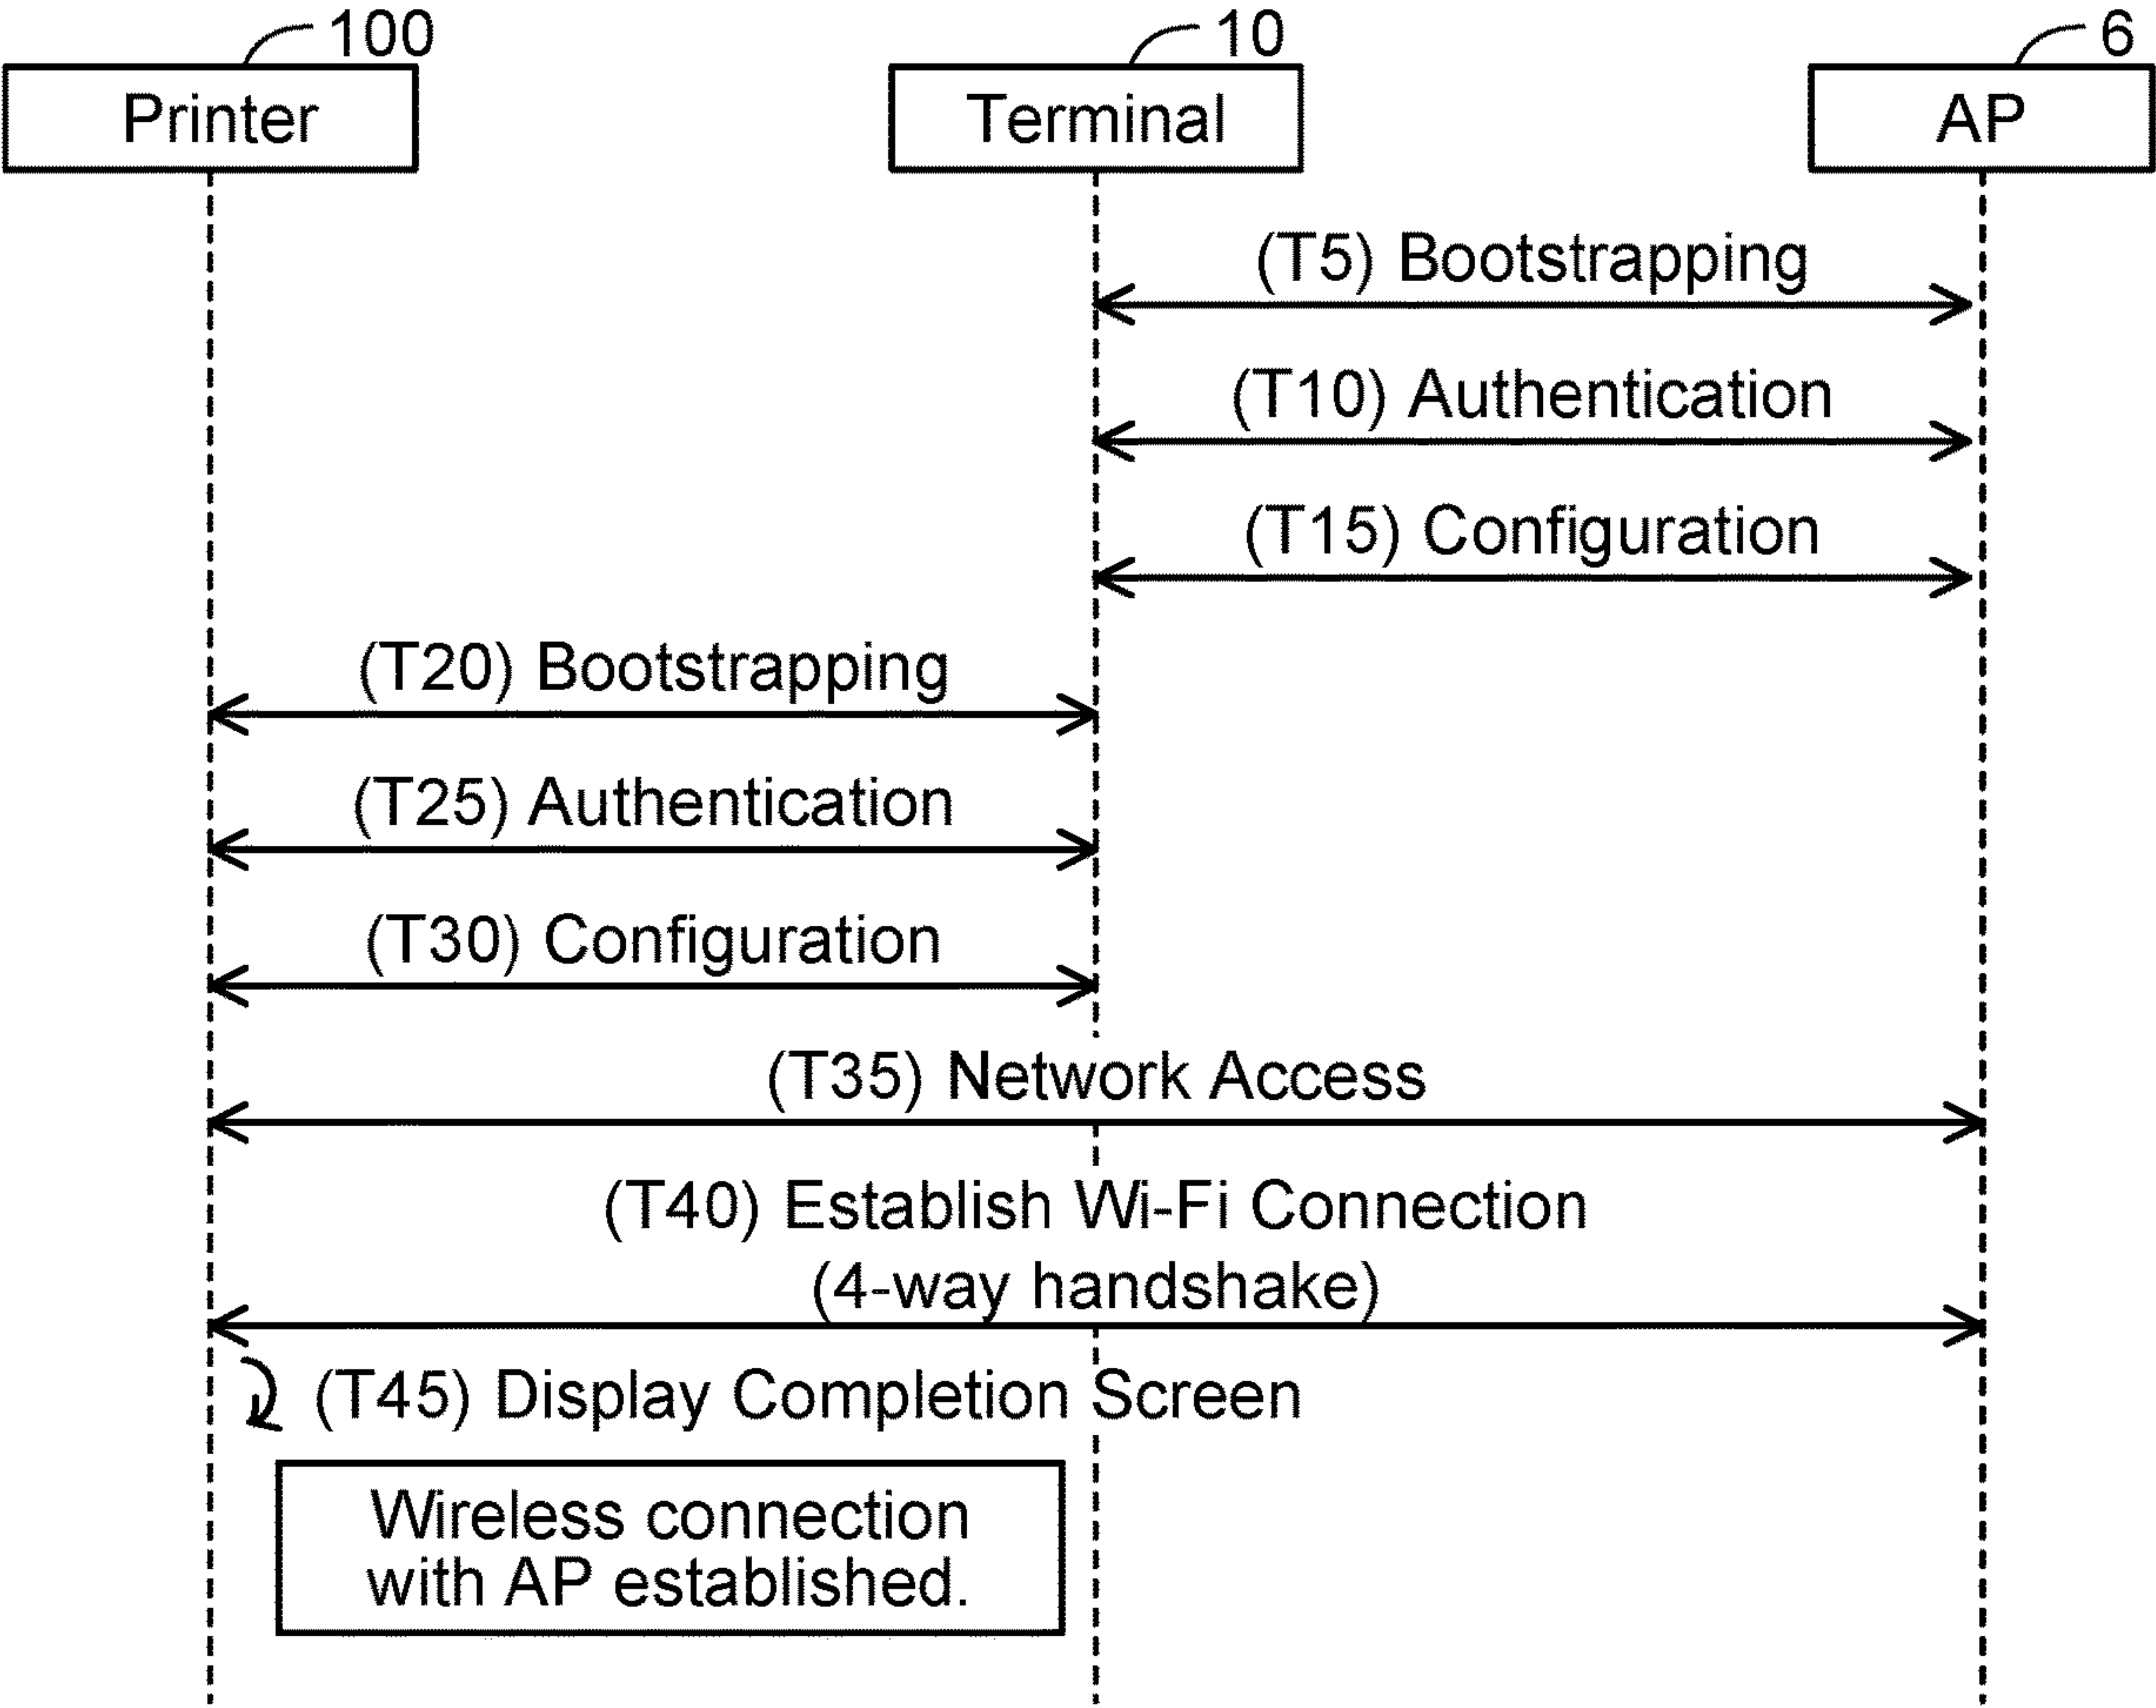 100
10
6
Printer
Terminal
AP
(T5) Bootstrapping
(T10) Authentication
(T15) Configuration
(T20) Bootstrapping
(T25) Authentication
(T30) Configuration
(T35) Network Access
(T40) Establish Wi-Fi Connection
(4-way handshake)
(T45) Display Completion Screen
Wireless connection
with AP established.